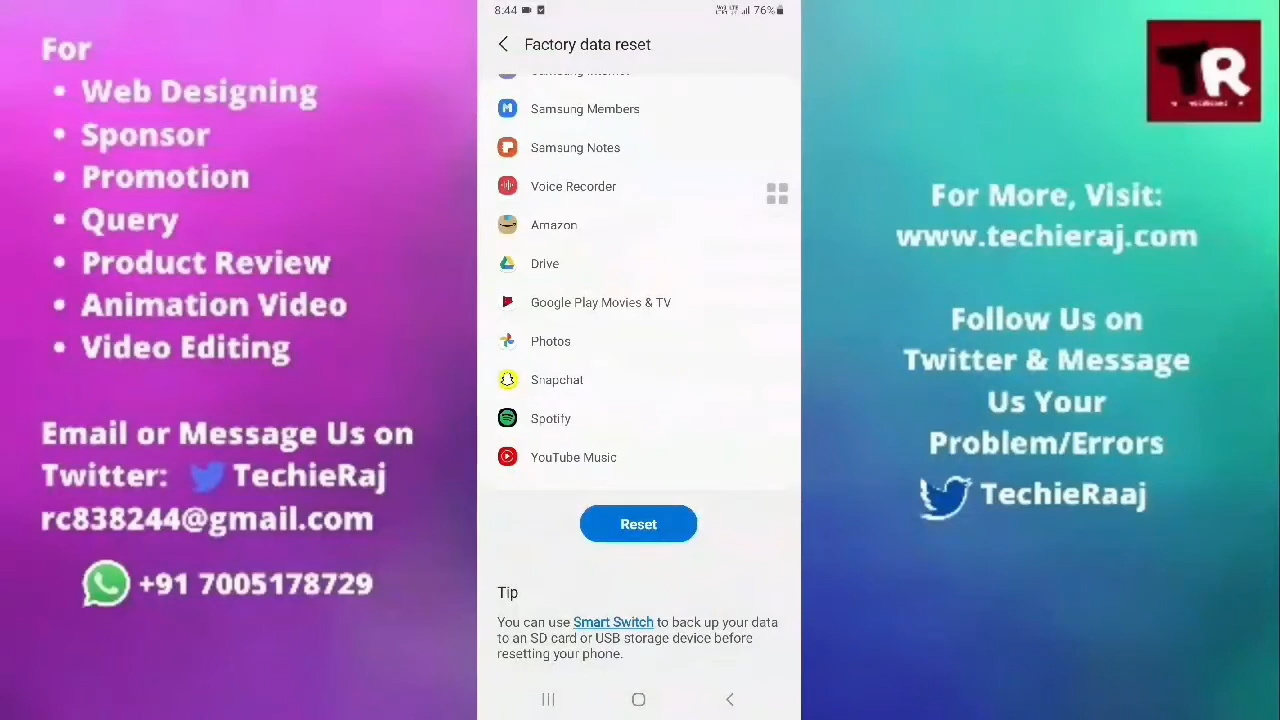 For
• Web Designing
• Sponsor
• Promotion
• Query
• Product Review
• Animation Video
• Video Editing
Email or Message Us on
Twitter: TechieRaj
rc838244@gmail.com
+91 7005178729
8:44
76%
Factory data reset
Samsung Internet
Samsung Members
Samsung Notes
Voice Recorder
Amazon
Drive
Google Play Movies & TV
Photos
Snapchat
Spotify
YouTube Music
Reset
Tip
You can use Smart Switch to back up your data
to an SD card or USB storage device before
resetting your phone.
TR
For More, Visit:
www.techieraj.com
Follow Us on
Twitter & Message
Us Your
Problem/Errors
TechieRaaj